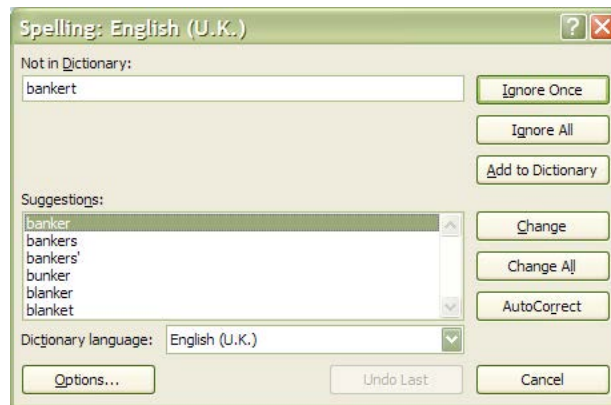 Spelling: English (U.K.)
Not in Dictionary:
bankert
Ignore Once
Ignore All
Add to Dictionary
Suggestions:
banker
bankers
bankers'
bunker
blanker
blanket
Change
Change All
AutoCorrect
Dictionary language: English (U.K.)
Options... Undo Last Cancel